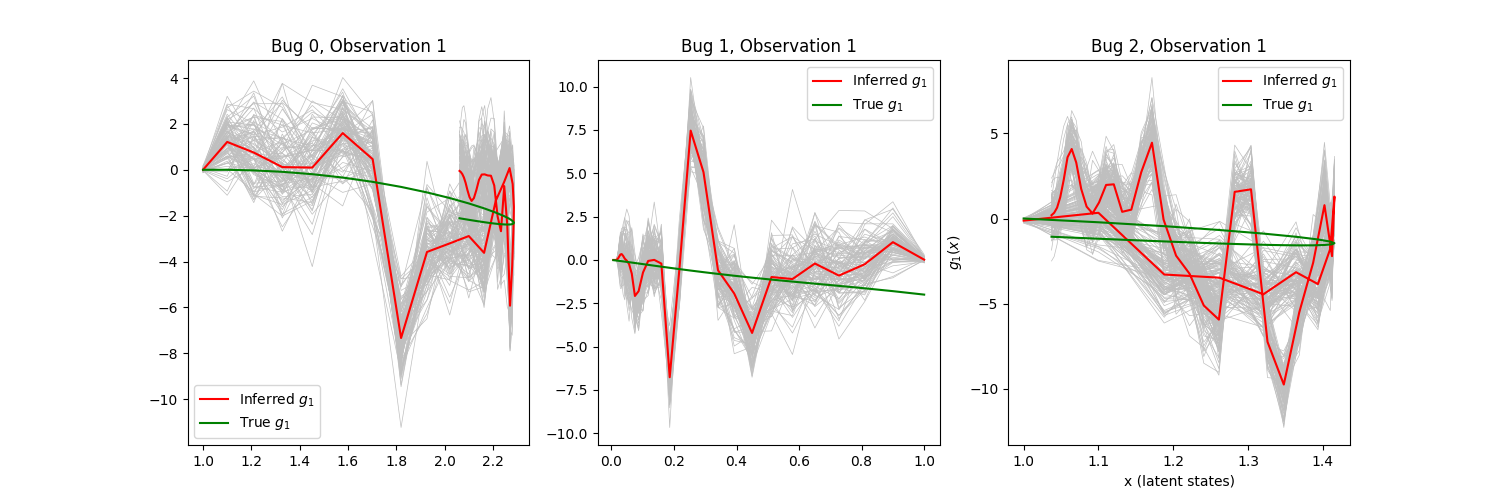 Bug 0, Observation 1
4
2
0
−2
−4
−6
−8
−10
Inferred g₁
True g₁
1.0 1.2 1.4 1.6 1.8 2.0 2.2
Bug 1, Observation 1
10.0
7.5
5.0
2.5
0.0
−2.5
−5.0
−7.5
−10.0
Inferred g₁
True g₁
0.0 0.2 0.4 0.6 0.8 1.0
Bug 2, Observation 1
g₁(x)
5
0
−5
−10
Inferred g₁
True g₁
1.0 1.1 1.2 1.3 1.4
x (latent states)